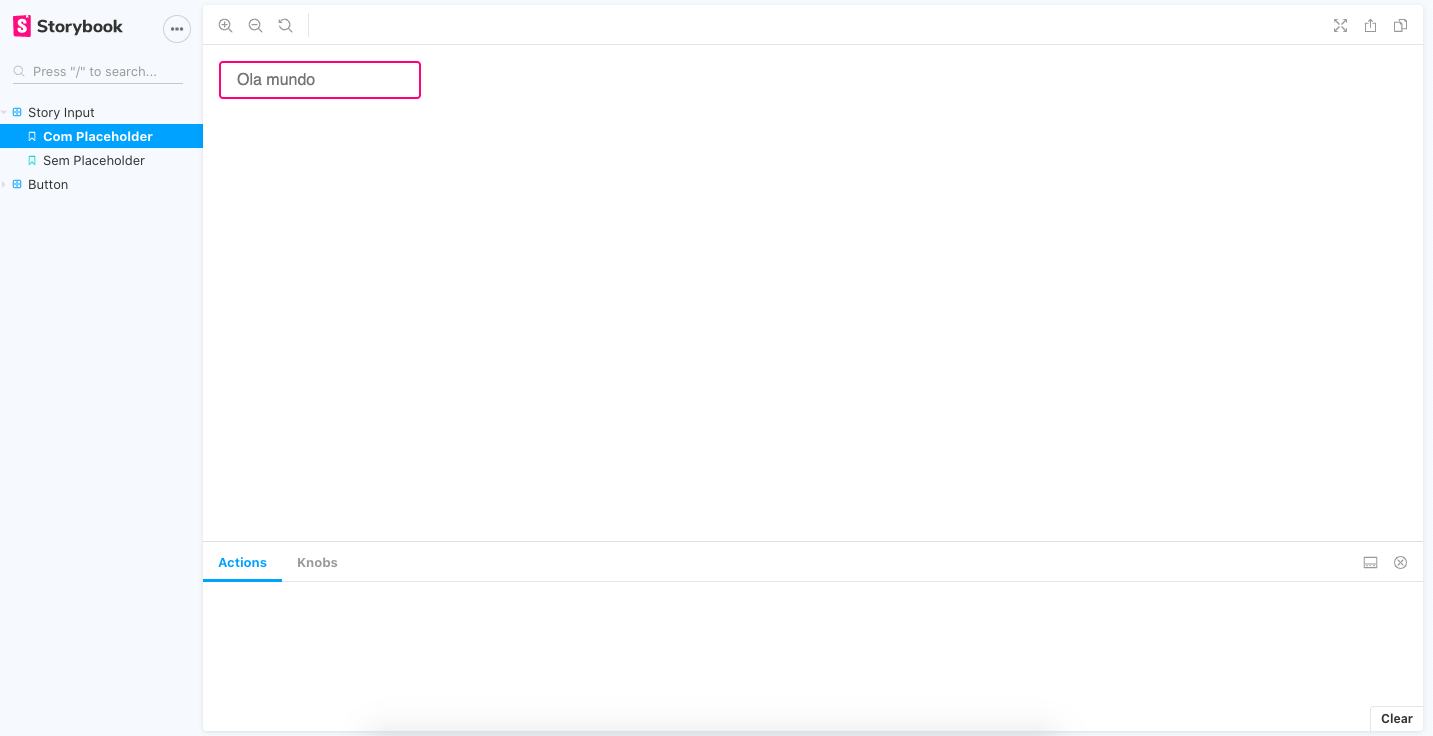 Storybook
Press "/" to search...
Story Input
Com Placeholder
Sem Placeholder
Button
Ola mundo
Actions Knobs
Clear